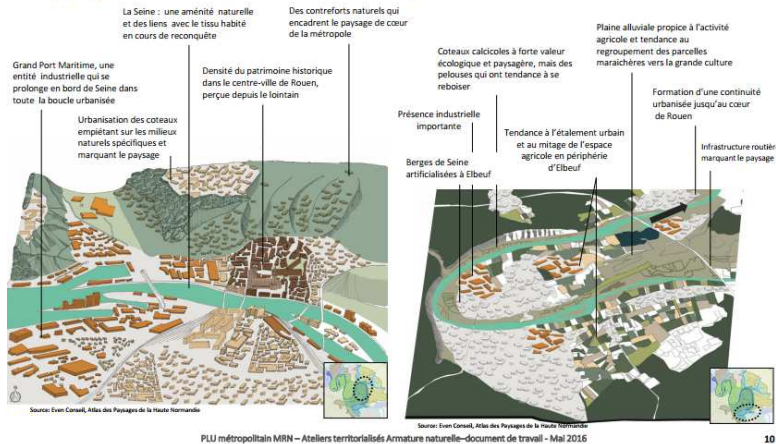 La Seine : une aménité naturelle
et des liens avec le tissu habité
en cours de reconquête
Des contreforts naturels qui
encadrent le paysage de cœur
de la métropole
Grand Port Maritime, une
entité industrielle qui se
prolonge en bord de Seine dans
toute la boucle urbanisée
Densité du patrimoine historique
dans le centre-ville de Rouen,
perçue depuis le lointain
Urbanisation des coteaux
empiétant sur les milieux
naturels spécifiques et
marquant le paysage
Source: Even Conseil, Atlas des Paysages de la Haute Normandie
Plaine alluviale propice à l'activité
agricole et tendance au
regroupement des parcelles
maraichères vers la grande culture
Coteaux calcicoles à forte valeur
écologique et paysagère, mais des
pelouses qui ont tendance à se
reboiser
Formation d'une continuité
urbanisée jusqu'au cœur
de Rouen
Présence industrielle
importante
Tendance à l'étalement urbain
et au mitage de l'espace
agricole en périphérie
d'Elbeuf
Infrastructure routière
marquant le paysage
Berges de Seine
artificialisées à Elbeuf
Source: Even Conseil, Atlas des Paysages de la Haute Normandie
PLU métropolitain MRN – Ateliers territorialisés Armature naturelle–document de travail - Mai 2016
10